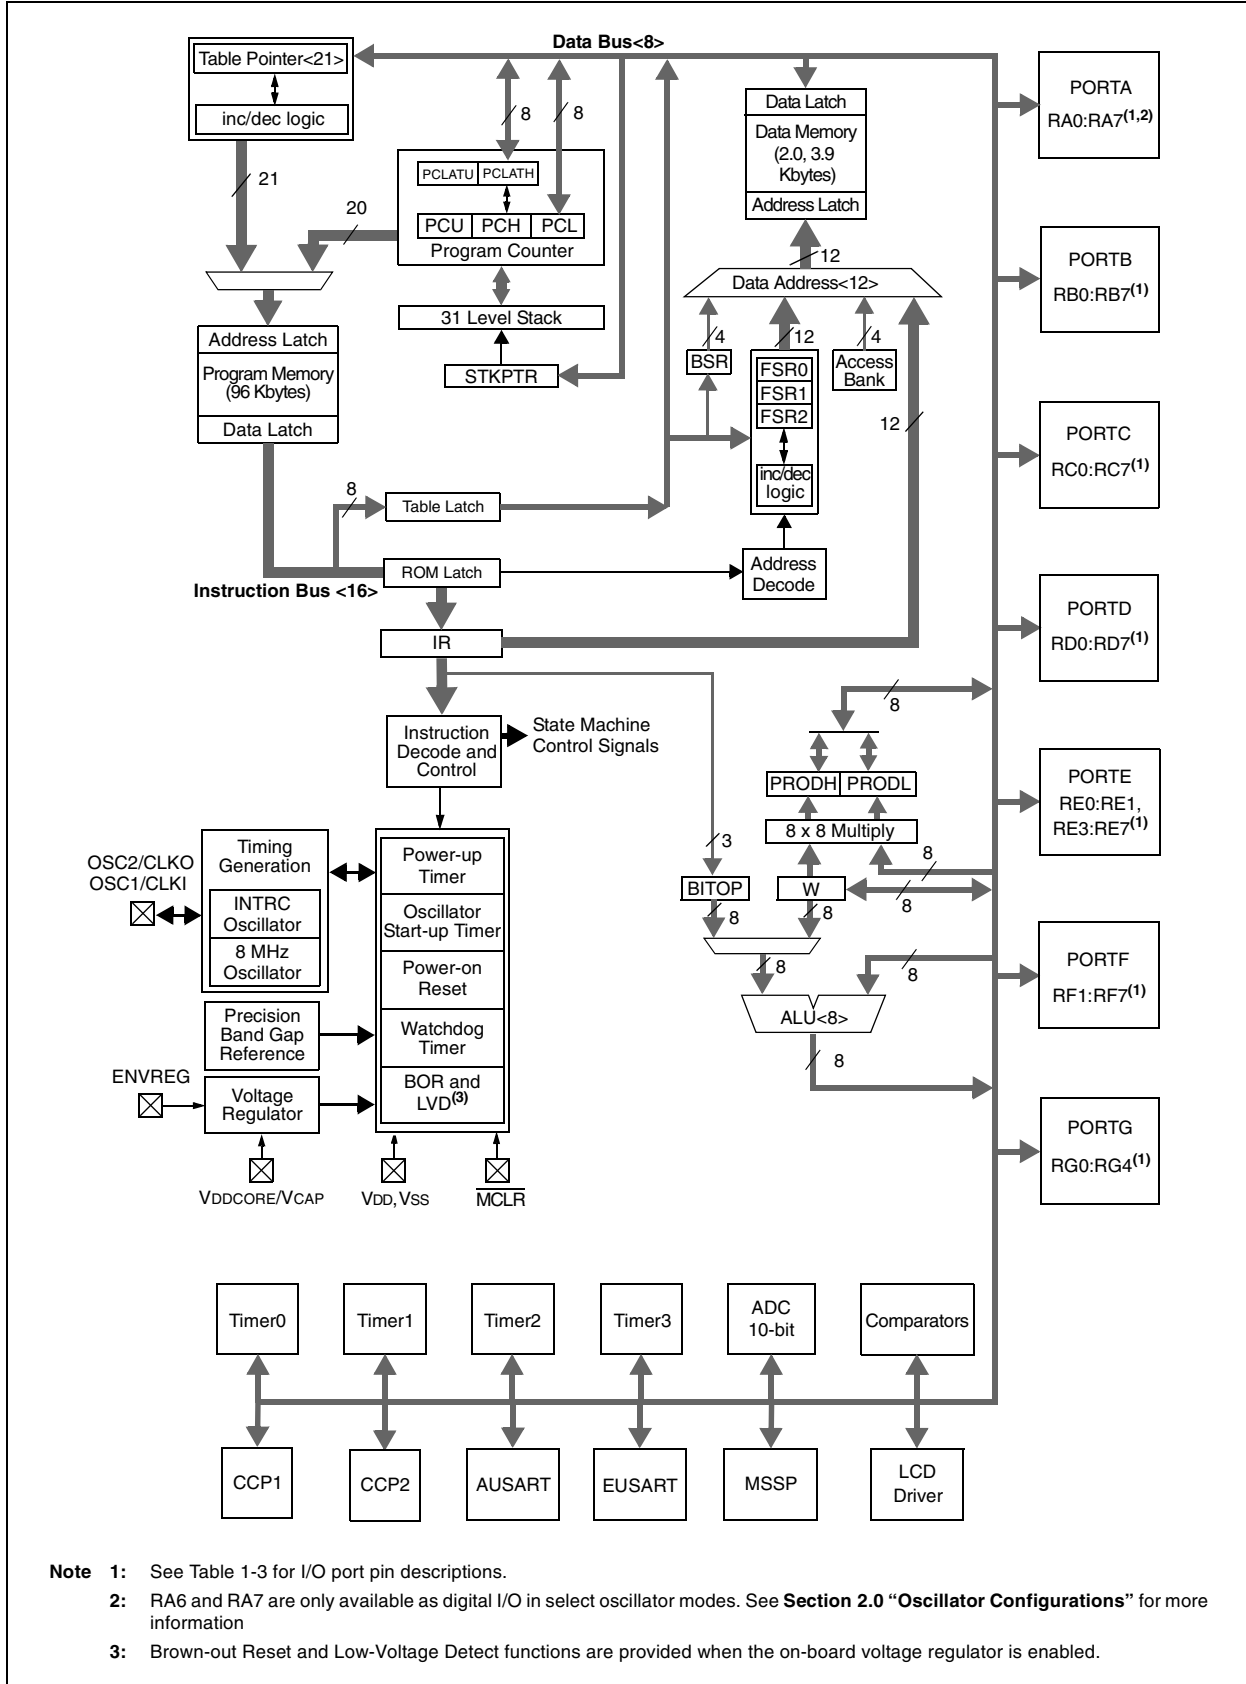 Data Bus<8>
Table Pointer<21>
inc/dec logic
21
20
8
8
PCLATU PCLATH
PCU PCH PCL
Program Counter
31 Level Stack
STKPTR
Address Latch
Program Memory
(96 Kbytes)
Data Latch
8
Table Latch
ROM Latch
Instruction Bus <16>
IR
Data Latch
Data Memory
(2.0, 3.9
Kbytes)
Address Latch
12
Data Address<12>
4
12
4
BSR
FSR0
FSR1
FSR2
inc/dec
logic
Access
Bank
12
Address
Decode
Instruction
Decode and
Control
State Machine
Control Signals
8
PRODH PRODL
8 x 8 Multiply
3
8
BITOP
W
8
8
8
8
8
ALU<8>
8
OSC2/CLKO
OSC1/CLKI
Timing
Generation
INTRC
Oscillator
8 MHz
Oscillator
Precision
Band Gap
Reference
ENVREG
Voltage
Regulator
Power-up
Timer
Oscillator
Start-up Timer
Power-on
Reset
Watchdog
Timer
BOR and
LVD(3)
VDDCORE/VCAP
VDD, VSS
MCLR
PORTA
RA0:RA7(1,2)
PORTB
RB0:RB7(1)
PORTC
RC0:RC7(1)
PORTD
RD0:RD7(1)
PORTE
RE0:RE1,
RE3:RE7(1)
PORTF
RF1:RF7(1)
PORTG
RG0:RG4(1)
Timer0
Timer1
Timer2
Timer3
ADC
10-bit
Comparators
CCP1
CCP2
AUSART
EUSART
MSSP
LCD
Driver
Note 1: See Table 1-3 for I/O port pin descriptions.
2: RA6 and RA7 are only available as digital I/O in select oscillator modes. See Section 2.0 “Oscillator Configurations” for more
information
3: Brown-out Reset and Low-Voltage Detect functions are provided when the on-board voltage regulator is enabled.